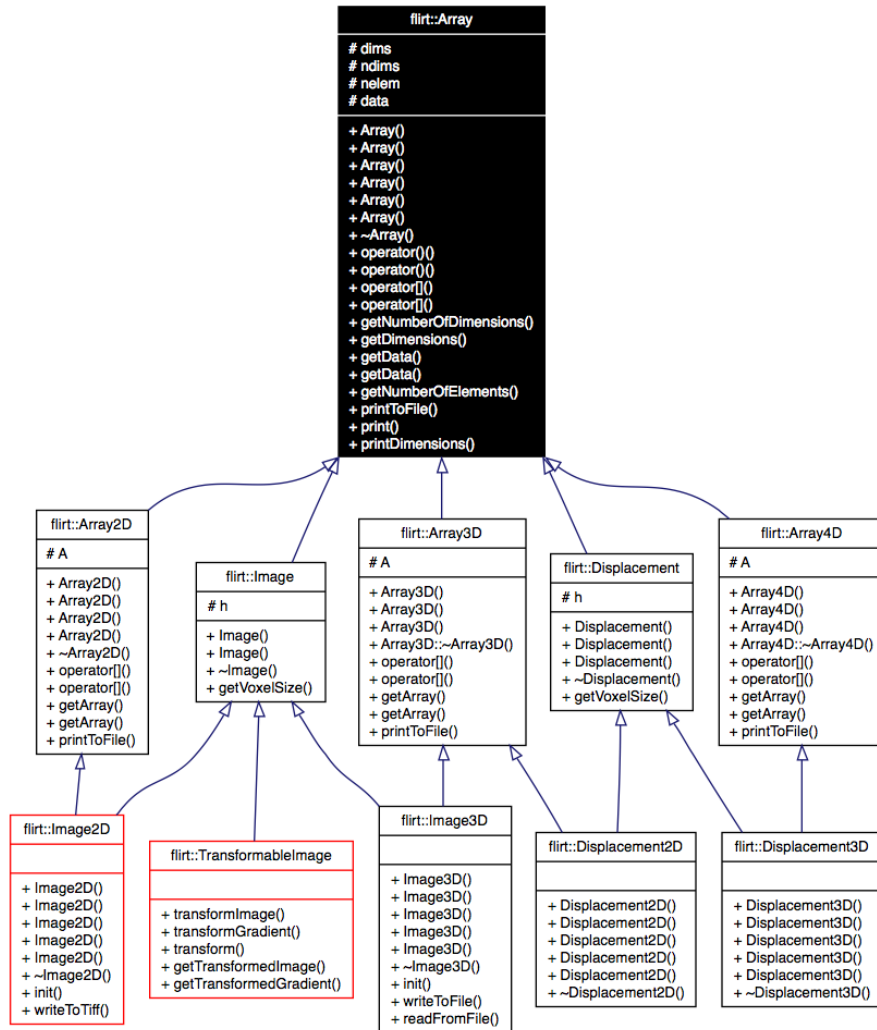 flirt::Array
# dims
# ndims
# nelem
# data
+ Array()
+ Array()
+ Array()
+ Array()
+ Array()
+ Array()
+ ~Array()
+ operator()()
+ operator()()
+ operator[]()
+ operator[]()
+ getNumberOfDimensions()
+ getDimensions()
+ getData()
+ getData()
+ getNumberOfElements()
+ printToFile()
+ print()
+ printDimensions()
flirt::Array2D
# A
+ Array2D()
+ Array2D()
+ Array2D()
+ Array2D()
+ ~Array2D()
+ operator[]()
+ operator[]()
+ getArray()
+ getArray()
+ printToFile()
flirt::Image
# h
+ Image()
+ Image()
+ ~Image()
+ getVoxelSize()
flirt::Array3D
# A
+ Array3D()
+ Array3D()
+ Array3D()
+ Array3D::~Array3D()
+ operator[]()
+ operator[]()
+ getArray()
+ getArray()
+ printToFile()
flirt::Displacement
# h
+ Displacement()
+ Displacement()
+ Displacement()
+ ~Displacement()
+ getVoxelSize()
flirt::Array4D
# A
+ Array4D()
+ Array4D()
+ Array4D()
+ Array4D::~Array4D()
+ operator[]()
+ operator[]()
+ getArray()
+ getArray()
+ printToFile()
flirt::Image2D
+ Image2D()
+ Image2D()
+ Image2D()
+ Image2D()
+ Image2D()
+ ~Image2D()
+ init()
+ writeToTiff()
flirt::TransformableImage
+ transformImage()
+ transformGradient()
+ transform()
+ getTransformedImage()
+ getTransformedGradient()
flirt::Image3D
+ Image3D()
+ Image3D()
+ Image3D()
+ Image3D()
+ Image3D()
+ ~Image3D()
+ init()
+ writeToFile()
+ readFromFile()
flirt::Displacement2D
+ Displacement2D()
+ Displacement2D()
+ Displacement2D()
+ Displacement2D()
+ Displacement2D()
+ ~Displacement2D()
flirt::Displacement3D
+ Displacement3D()
+ Displacement3D()
+ Displacement3D()
+ Displacement3D()
+ Displacement3D()
+ ~Displacement3D()